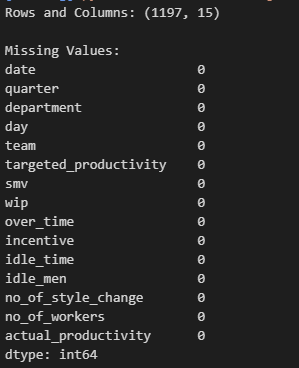 Rows and Columns: (1197, 15)
Missing Values:
date 0
quarter 0
department 0
day 0
team 0
targeted_productivity 0
smv 0
wip 0
over_time 0
incentive 0
idle_time 0
idle_men 0
no_of_style_change 0
no_of_workers 0
actual_productivity 0
dtype: int64